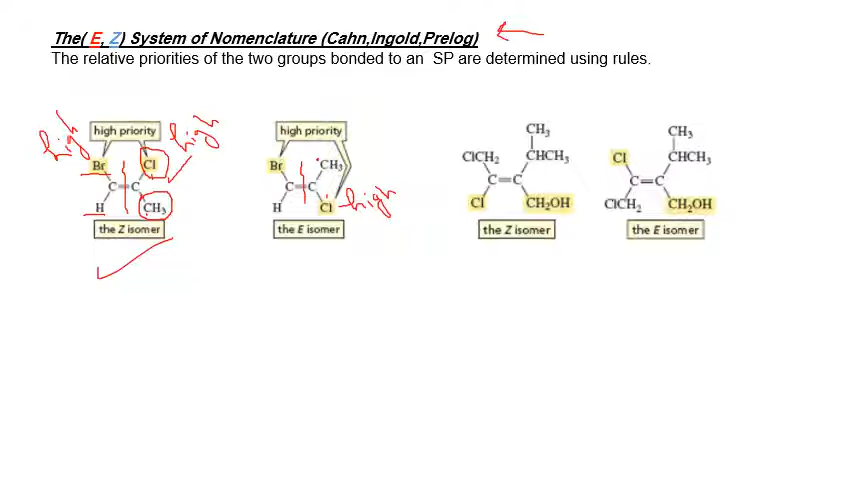 The( E, Z) System of Nomenclature (Cahn,Ingold,Prelog)
The relative priorities of the two groups bonded to an SP are determined using rules.
high
high priority
high
Br
Cl
C=C
H
CH3
the Z isomer
high priority
Br
CH3
C=C
H
Cl
high
the E isomer
CH3
ClCH2
CHCH3
C=C
Cl
CH2OH
the Z isomer
CH3
Cl
CHCH3
C=C
ClCH2
CH2OH
the E isomer